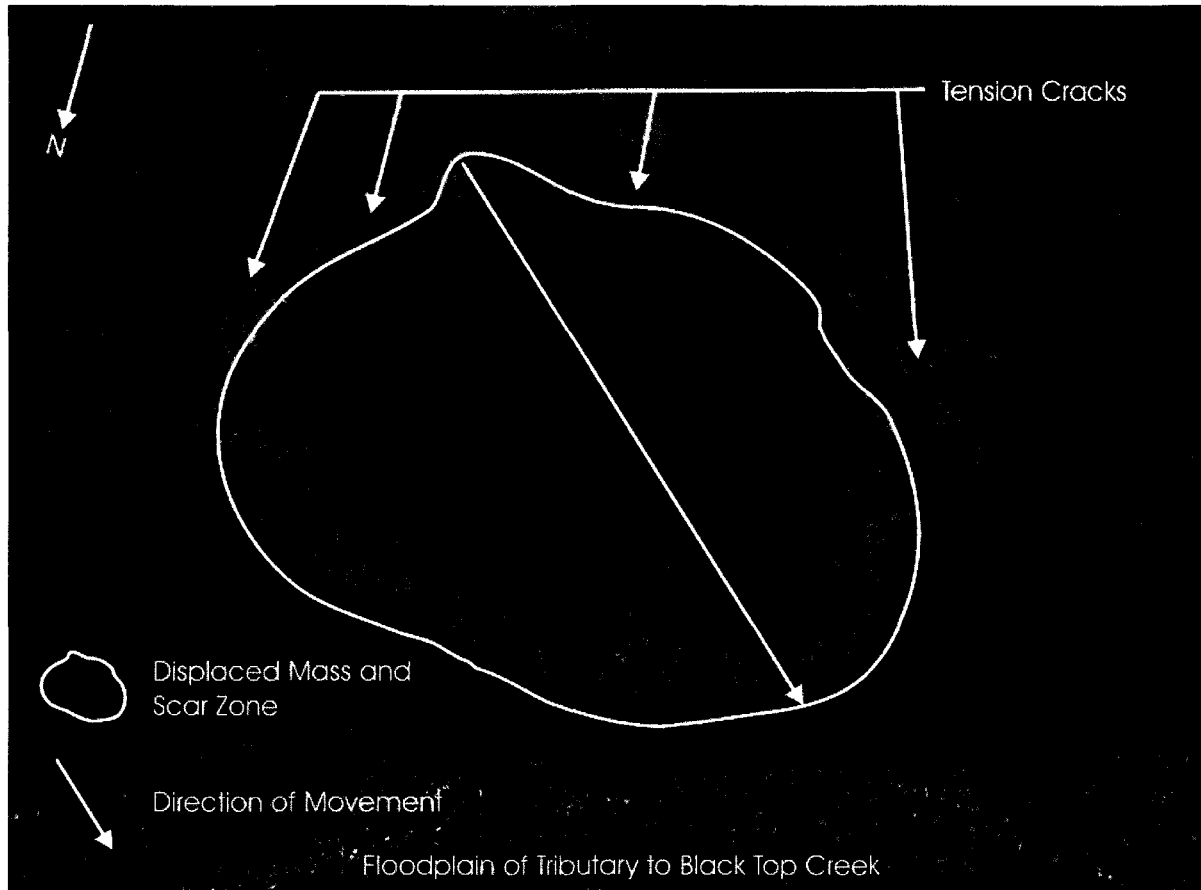 N
Tension Cracks
Displaced Mass and
Scar Zone
Direction of Movement
Floodplain of Tributary to Black Top Creek